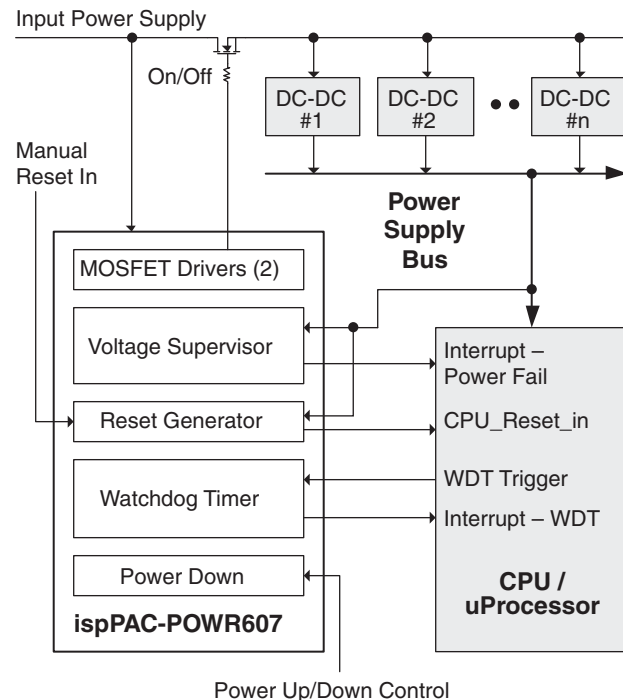 Input Power Supply
On/Off
DC-DC
#1
DC-DC
#2
DC-DC
#n
Manual
Reset In
Power
Supply
Bus
MOSFET Drivers (2)
Voltage Supervisor
Interrupt –
Power Fail
Reset Generator
CPU_Reset_in
Watchdog Timer
WDT Trigger
Interrupt – WDT
Power Down
CPU /
uProcessor
ispPAC-POWR607
Power Up/Down Control